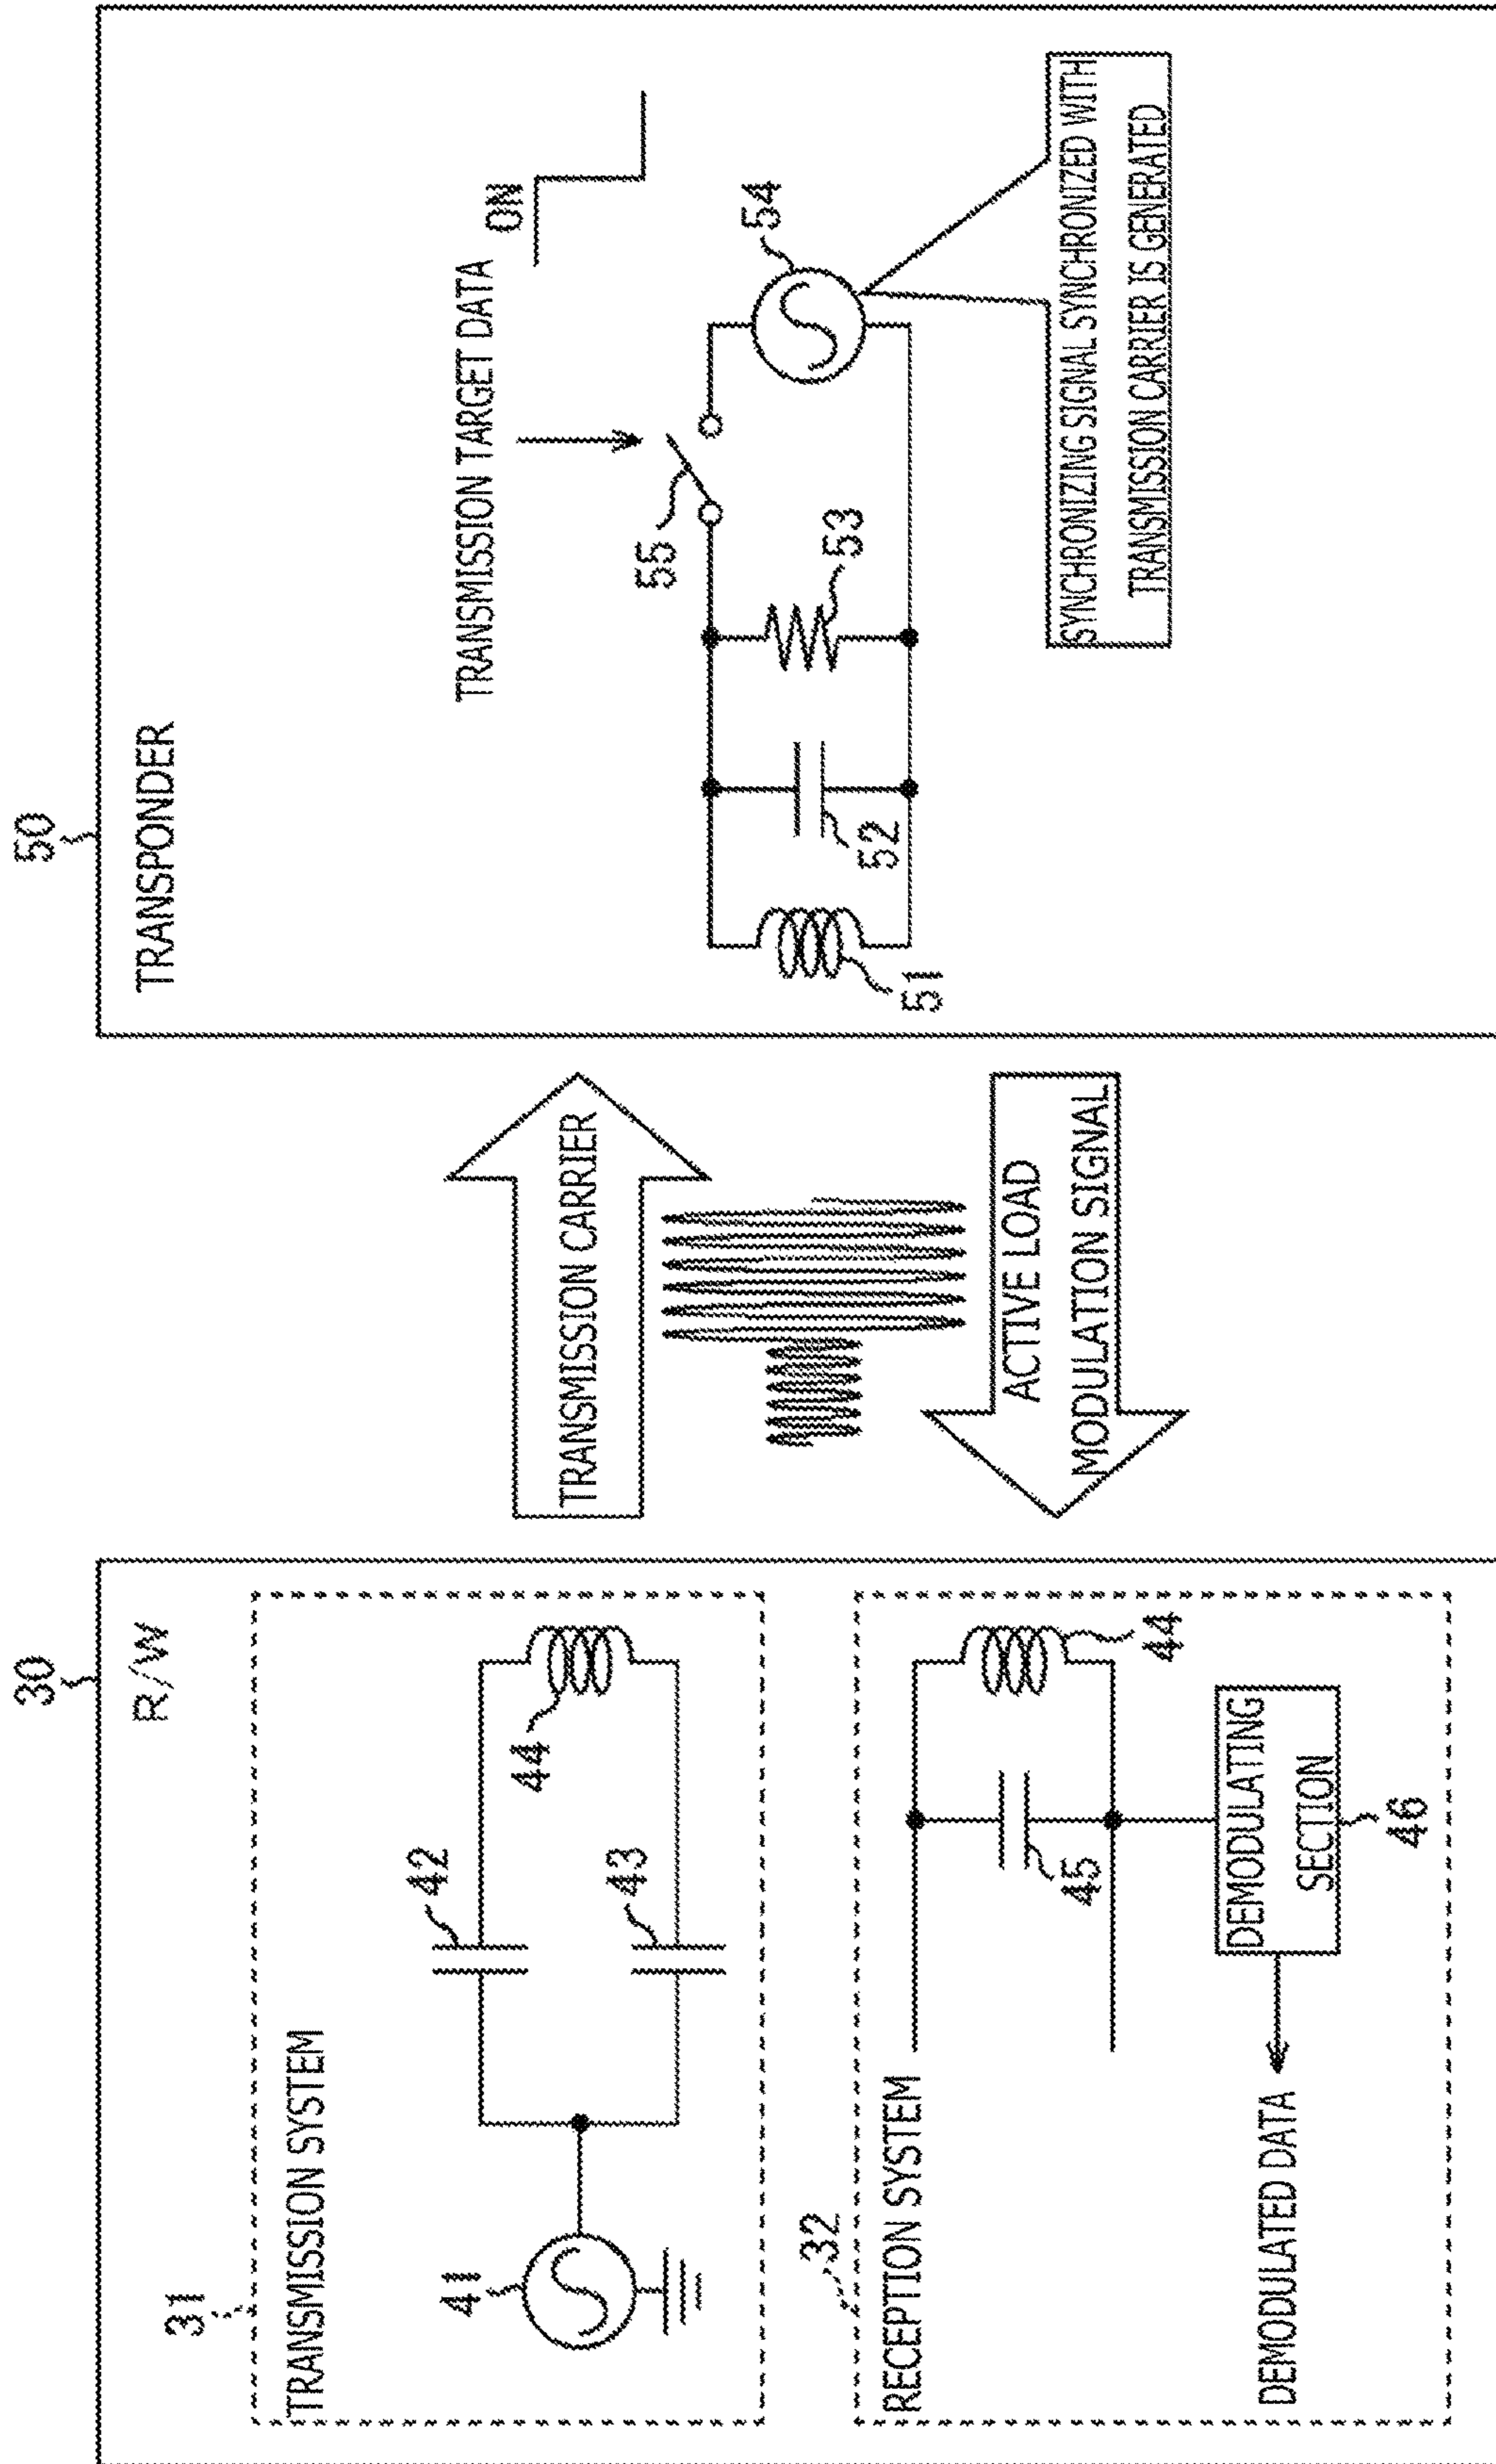 30
R/W
31
TRANSMISSION SYSTEM
41
42
43
44
32
RECEPTION SYSTEM
44
45
DEMODULATING
SECTION
46
DEMODULATED DATA
TRANSMISSION CARRIER
ACTIVE LOAD
MODULATION SIGNAL
50
TRANSPONDER
TRANSMISSION TARGET DATA
ON
55
54
53
52
51
SYNCHRONIZING SIGNAL SYNCHRONIZED WITH
TRANSMISSION CARRIER IS GENERATED